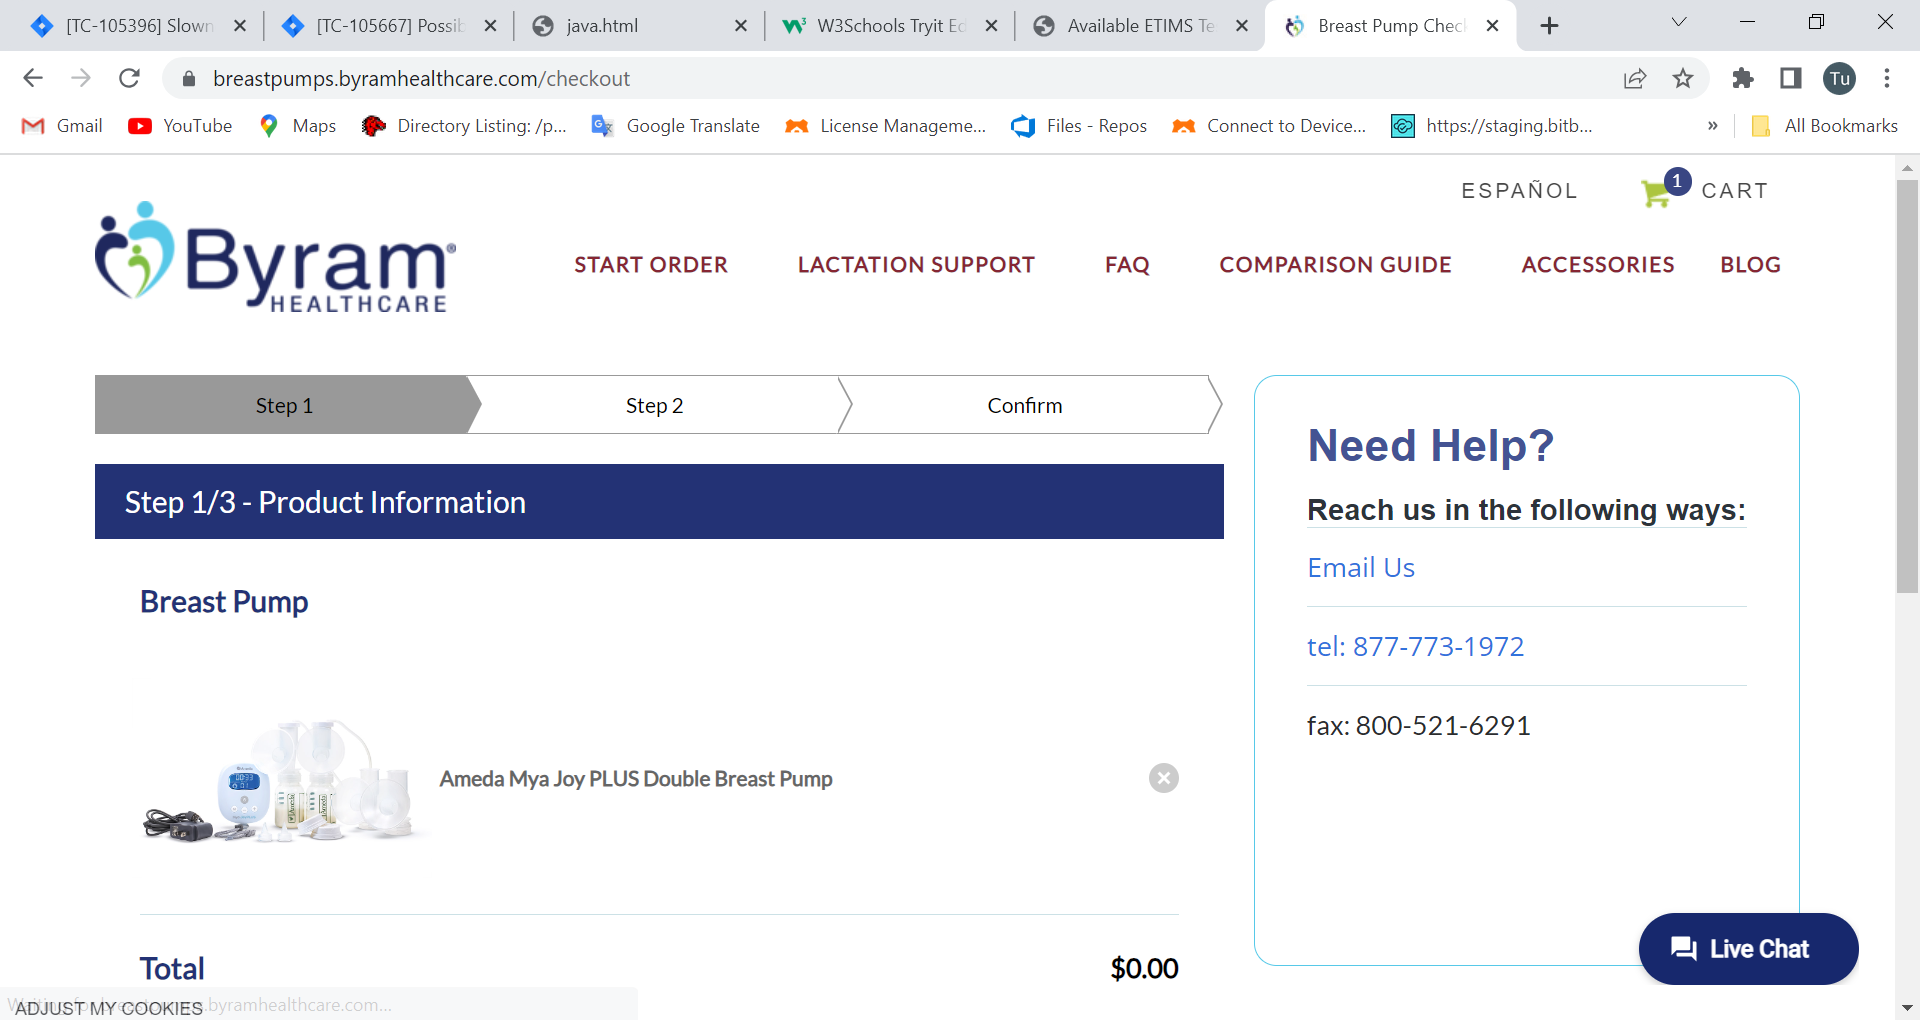 [TC-105396] Slown
[TC-105667] Possib
java.html
W3Schools Tryit Ed
Available ETIMS Te
Breast Pump Check
breastpumps.byramhealthcare.com/checkout
Tu
Gmail
YouTube
Maps
Directory Listing: /p...
Google Translate
License Manageme...
Files - Repos
Connect to Device...
https://staging.bitb...
»
All Bookmarks
ESPAÑOL
1
CART
Byram®
HEALTHCARE
START ORDER
LACTATION SUPPORT
FAQ
COMPARISON GUIDE
ACCESSORIES
BLOG
Step 1
Step 2
Confirm
Step 1/3 - Product Information
Breast Pump
Ameda Mya Joy PLUS Double Breast Pump
Total
$0.00
Need Help?
Reach us in the following ways:
Email Us
tel: 877-773-1972
fax: 800-521-6291
Live Chat
Waiting for breastpumps.byramhealthcare.com...
ADJUST MY COOKIES